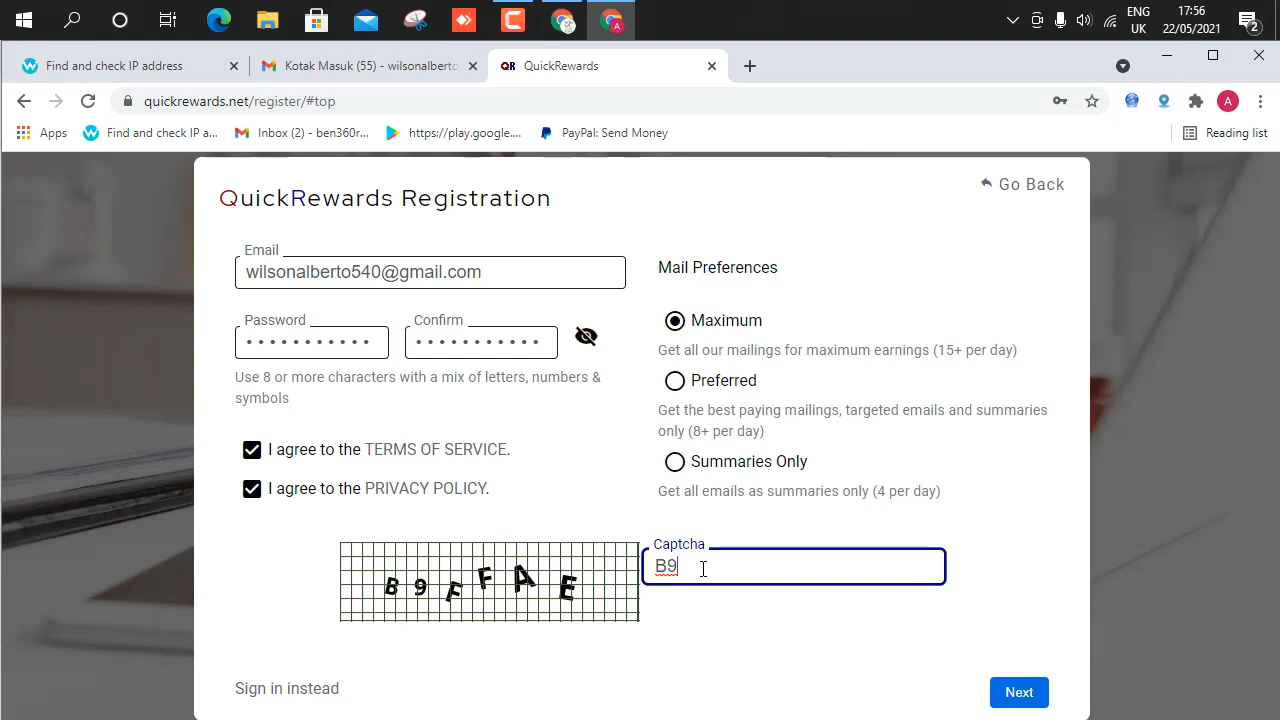 ENG
17:56
UK
22/05/2021
2
Find and check IP address
Kotak Masuk (55) - wilsonalberto
QR QuickRewards
quickrewards.net/register/#top
A
Apps
Find and check IP a...
Inbox (2) - ben360r...
https://play.google....
PayPal: Send Money
Reading list
QuickRewards Registration
Go Back
Email
wilsonalberto540@gmail.com
Mail Preferences
Password
Confirm
Maximum
Get all our mailings for maximum earnings (15+ per day)
Use 8 or more characters with a mix of letters, numbers &
symbols
Preferred
Get the best paying mailings, targeted emails and summaries
only (8+ per day)
I agree to the TERMS OF SERVICE.
Summaries Only
I agree to the PRIVACY POLICY.
Get all emails as summaries only (4 per day)
Captcha
B9
B9FFAE
Sign in instead
Next